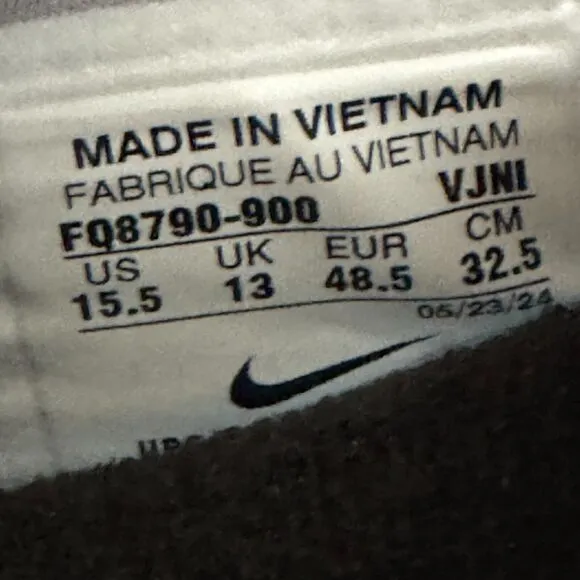 MADE IN VIETNAM
FABRIQUE AU VIETNAM
FQ8790-900 VJNI
US UK EUR CM
15.5 13 48.5 32.5
05/23/24